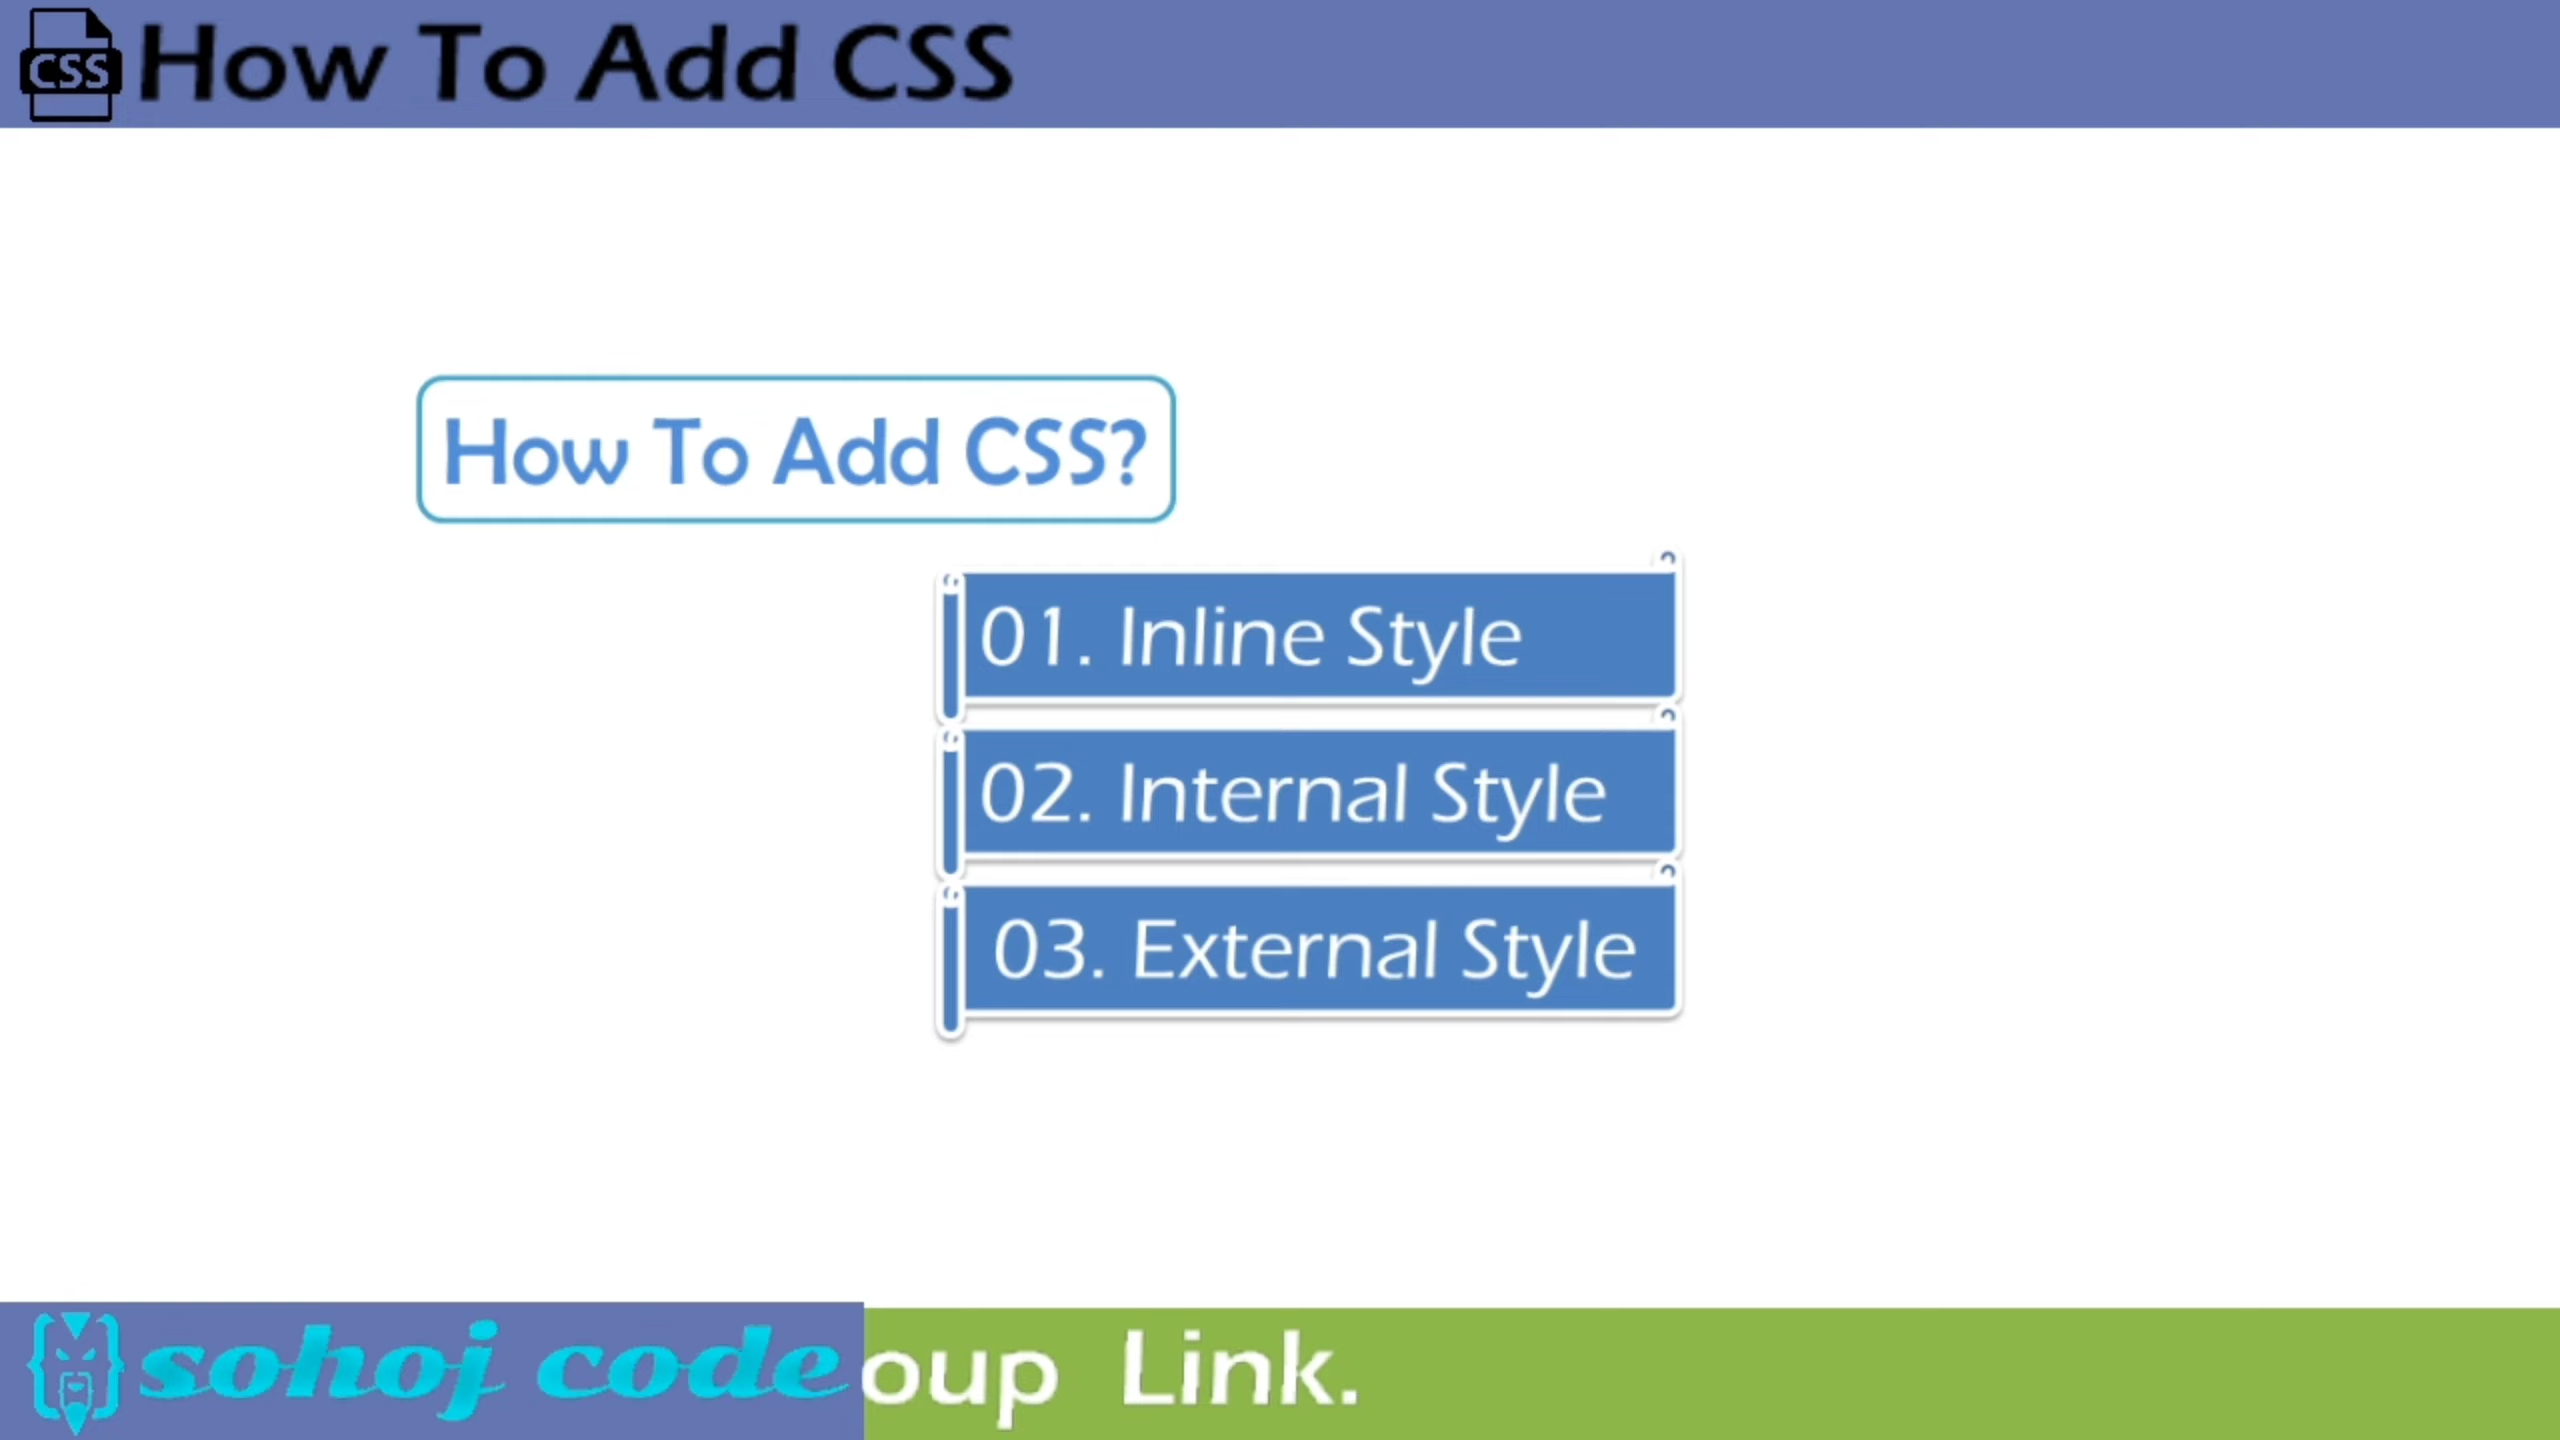 CSS How To Add CSS
How To Add CSS?
01. Inline Style
02. Internal Style
03. External Style
sohoj code
Link.